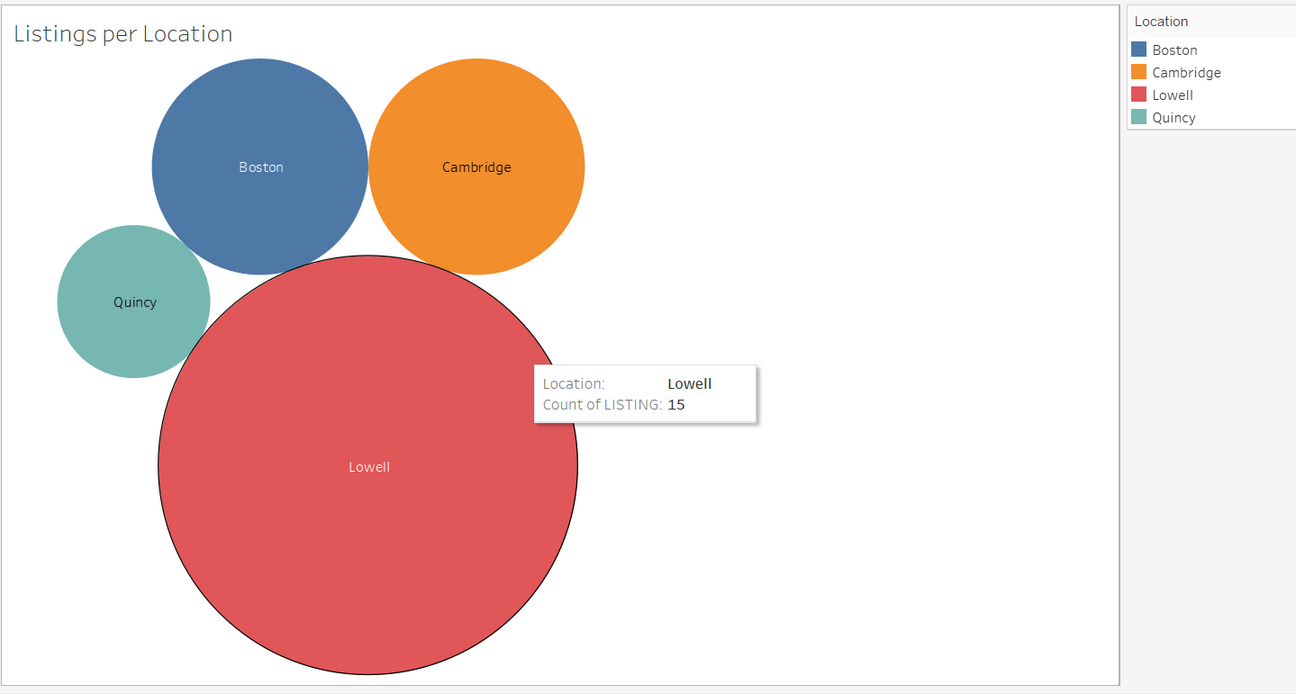 Listings per Location
Boston
Cambridge
Quincy
Location: Lowell
Count of LISTING: 15
Lowell
Location
Boston
Cambridge
Lowell
Quincy